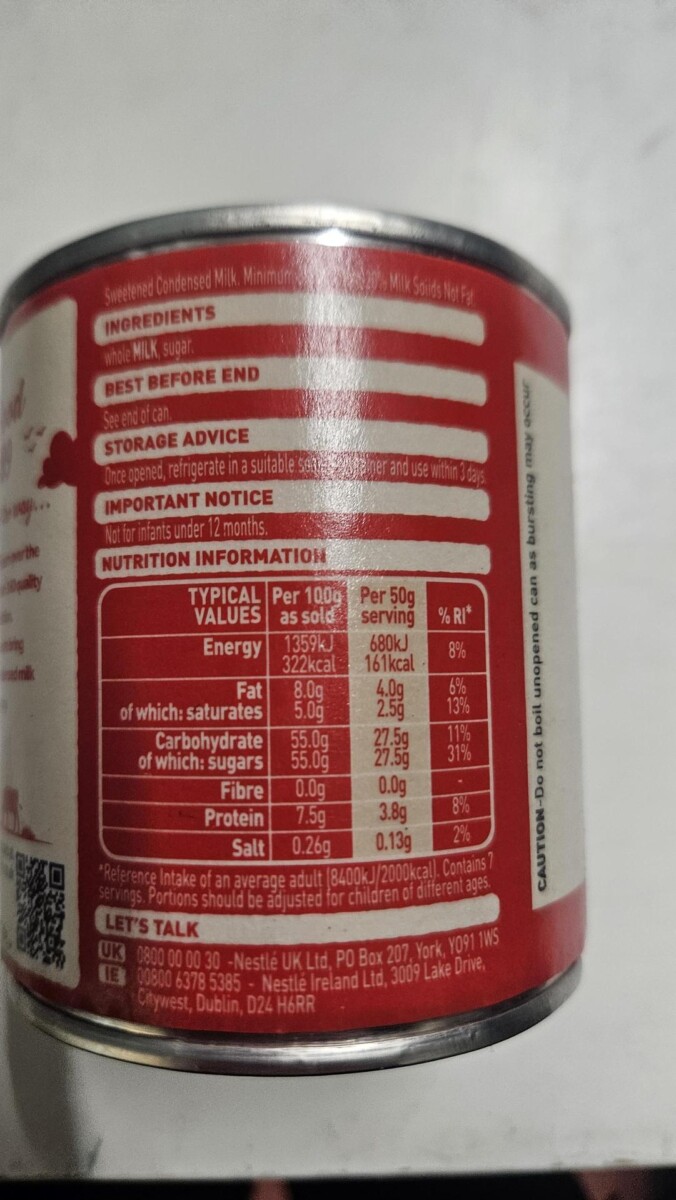 Sweetened Condensed Milk. Minimum 20% Milk Solids Not Fat
INGREDIENTS
whole MILK, sugar.
BEST BEFORE END
See end of can.
STORAGE ADVICE
Once opened, refrigerate in a suitable container and use within 3 days.
IMPORTANT NOTICE
Not for infants under 12 months.
NUTRITION INFORMATION
TYPICAL VALUES Per 100g as sold Per 50g serving % RI*
Energy 1359kJ 680kJ 8%
322kcal 161kcal
Fat 8.0g 4.0g 6%
of which: saturates 5.0g 2.5g 13%
Carbohydrate 55.0g 27.5g 11%
of which: sugars 55.0g 27.5g 31%
Fibre 0.0g 0.0g -
Protein 7.5g 3.8g 8%
Salt 0.26g 0.13g 2%
*Reference Intake of an average adult (8400kJ/2000kcal). Contains 7
servings. Portions should be adjusted for children of different ages.
LET'S TALK
UK 0800 00 00 30 -Nestlé UK Ltd, PO Box 207, York, YO91 1WS
IE 00800 6378 5385 - Nestlé Ireland Ltd, 3009 Lake Drive,
Citywest, Dublin, D24 H6RR
CAUTION-Do not boil unopened can as bursting may occur